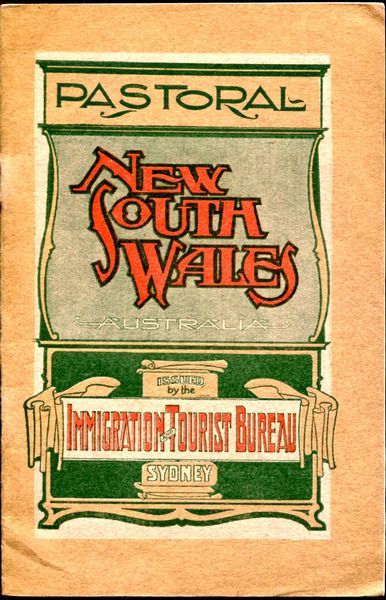 PASTORAL
NEW
SOUTH
WALES
AUSTRALIA
ISSUED
by the
IMMIGRATION AND TOURIST BUREAU
SYDNEY